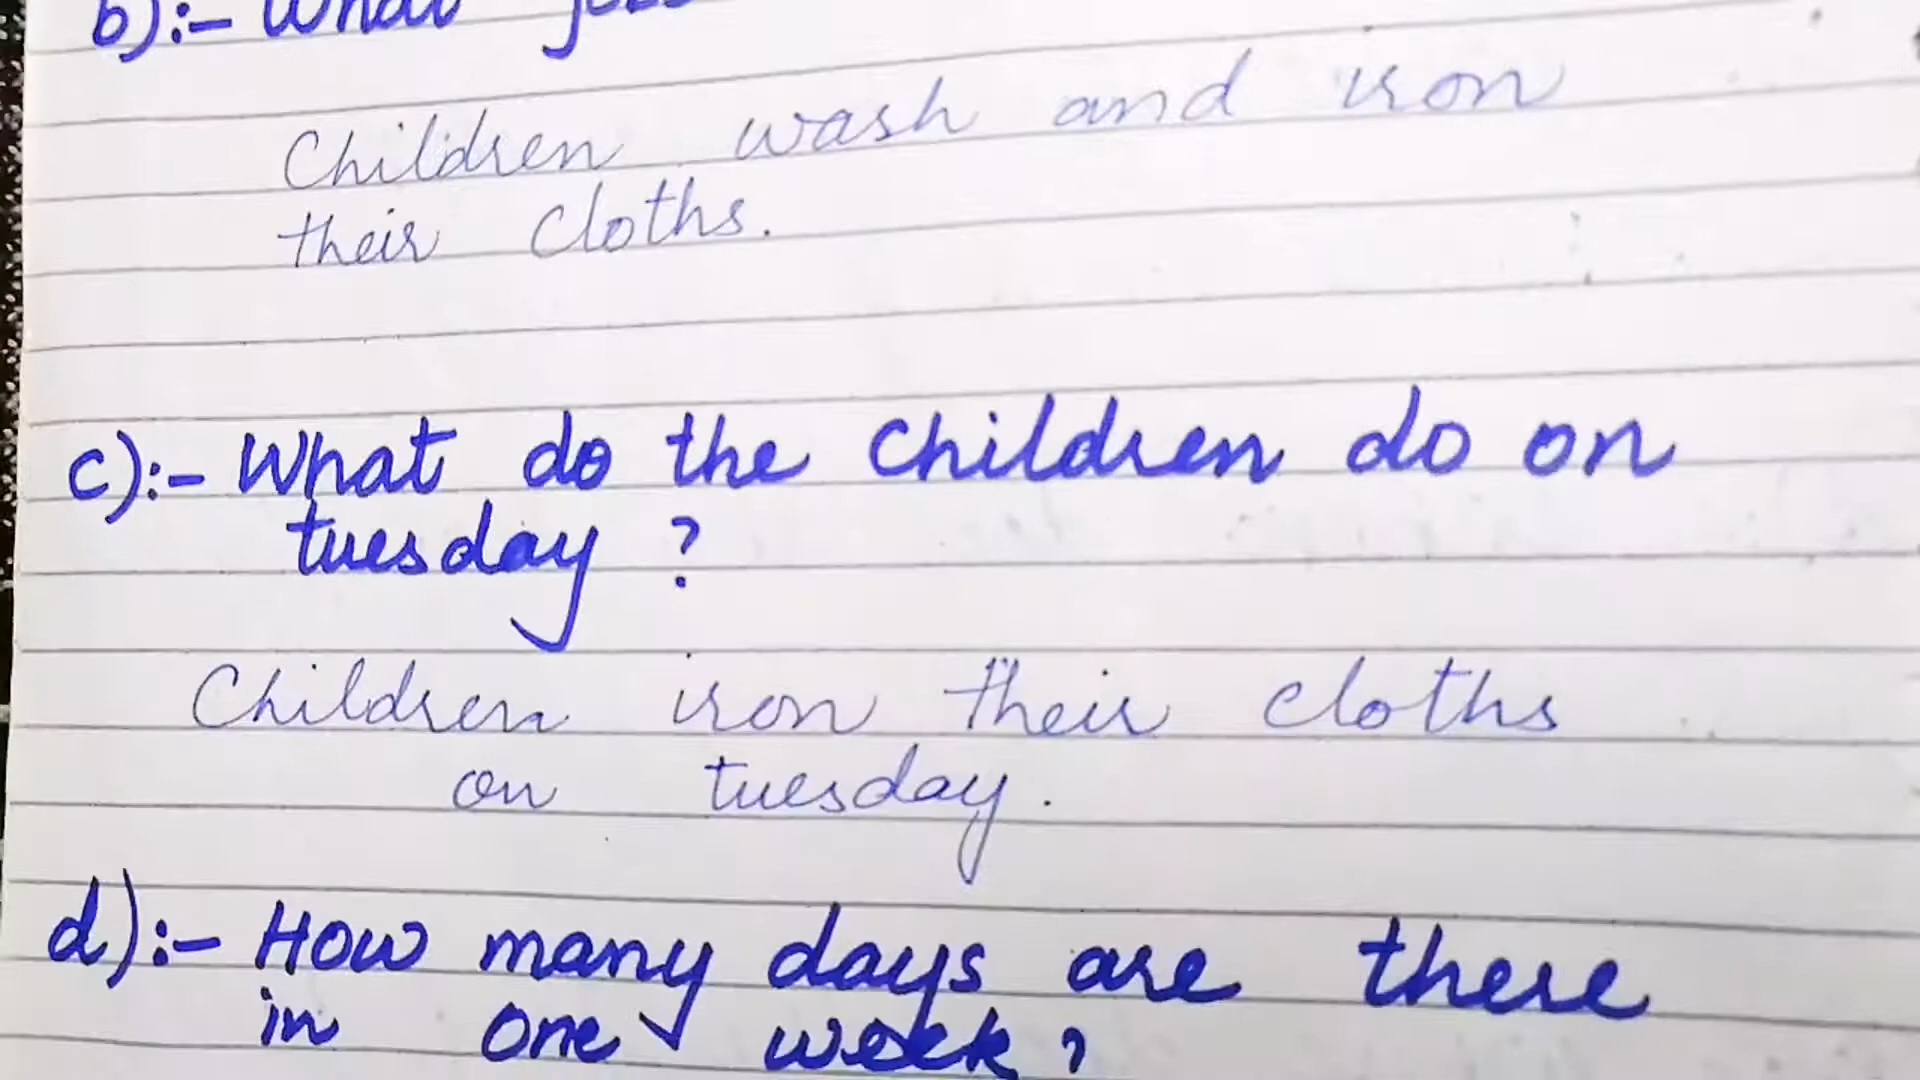 b):- What
Children wash and iron
their cloths.
c):- What do the children do on
tuesday ?
Children iron their cloths
on tuesday.
d):- How many days are there
in one week?